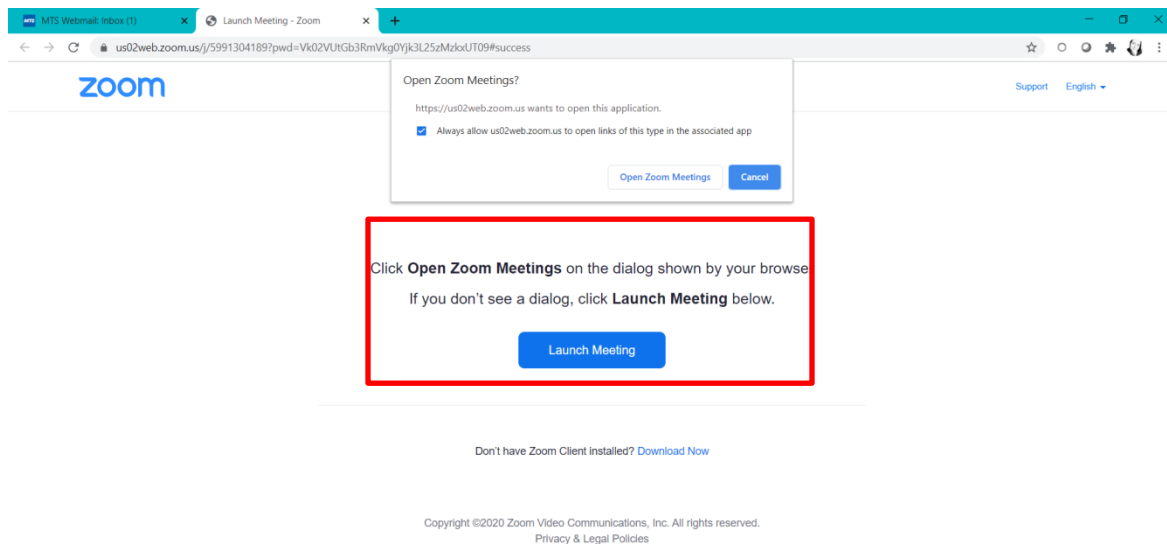 MTS MTS Webmail: Inbox (1) Launch Meeting - Zoom
us02web.zoom.us/j/5991304189?pwd=Vk02VUtGb3RmVkg0Yjk3L25zMzkxUT09#success
zoom
Support English
Open Zoom Meetings?
https://us02web.zoom.us wants to open this application.
Always allow us02web.zoom.us to open links of this type in the associated app
Open Zoom Meetings Cancel
Click Open Zoom Meetings on the dialog shown by your browse
If you don't see a dialog, click Launch Meeting below.
Launch Meeting
Don't have Zoom Client installed? Download Now
Copyright ©2020 Zoom Video Communications, Inc. All rights reserved.
Privacy & Legal Policies